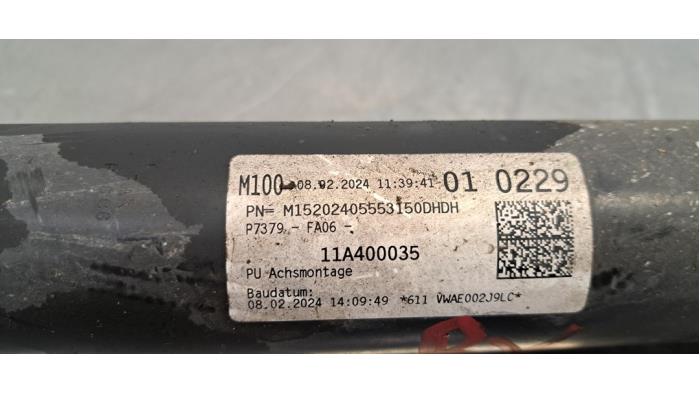 M100 08.02.2024 11:39:41 01 0229
PN= M15202405553150DHDH
P7379 - FA06 -
11A400035
PU Achsmontage
Baudatum:
08.02.2024 14:09:49 *611 VWAE002J9LC*